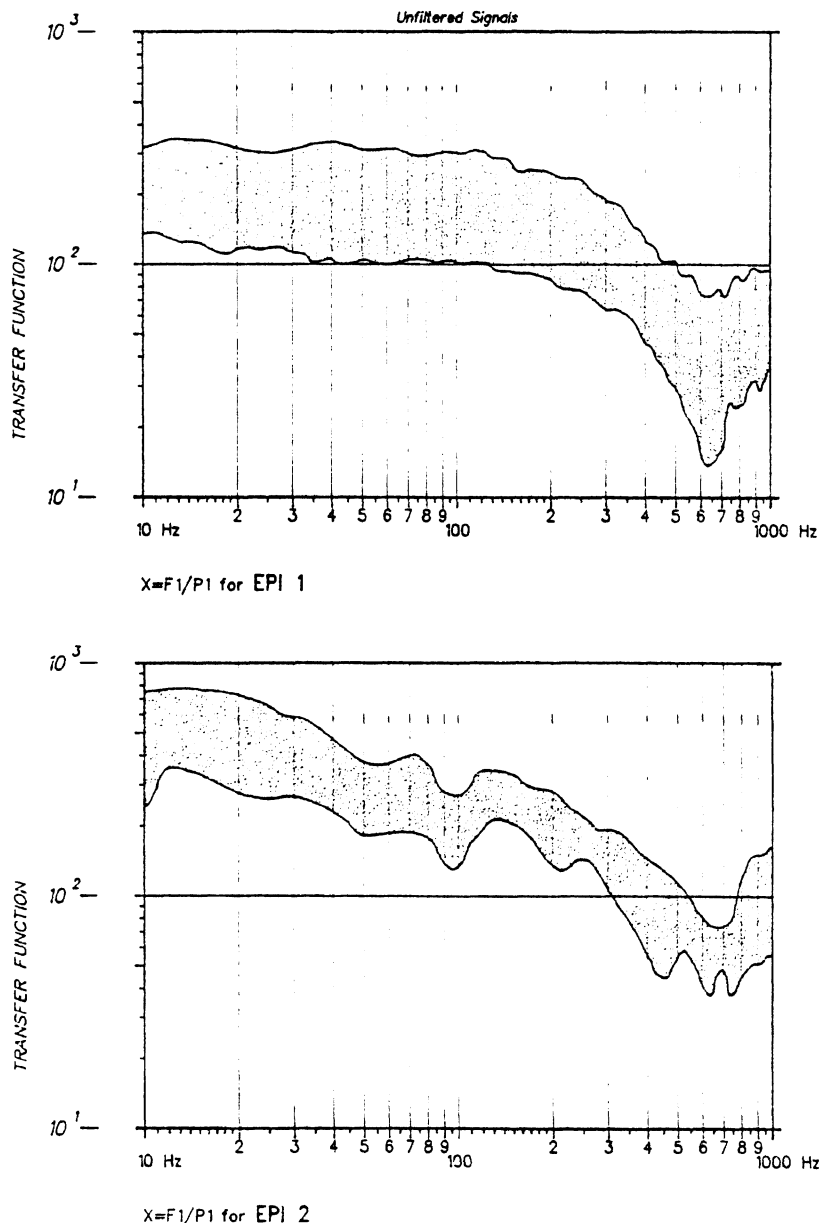 Unfiltered Signals
10 3
10 2
10 1
TRANSFER FUNCTION
10 Hz 2 3 4 5 6 7 8 9 100 2 3 4 5 6 7 8 9 1000 Hz
X=F1/P1 for EPI 1
10 3
10 2
10 1
TRANSFER FUNCTION
10 Hz 2 3 4 5 6 7 8 9 100 2 3 4 5 6 7 8 9 1000 Hz
X=F1/P1 for EPI 2